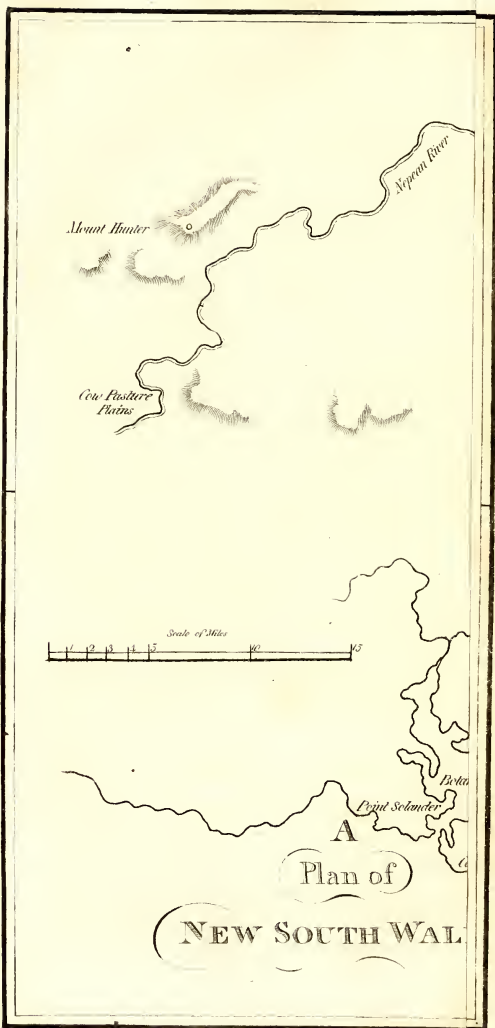 Nepean River
Mount Hunter
Cow Pasture
Plains
Scale of Miles
1 2 3 4 5 10 15
Botan
Point Solander
A
Plan of
NEW SOUTH WAL